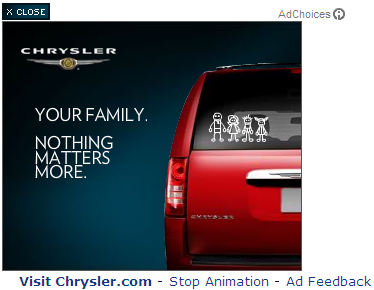 X CLOSE
AdChoices
CHRYSLER
YOUR FAMILY.
NOTHING
MATTERS
MORE.
CHRYSLER
Visit Chrysler.com - Stop Animation - Ad Feedback